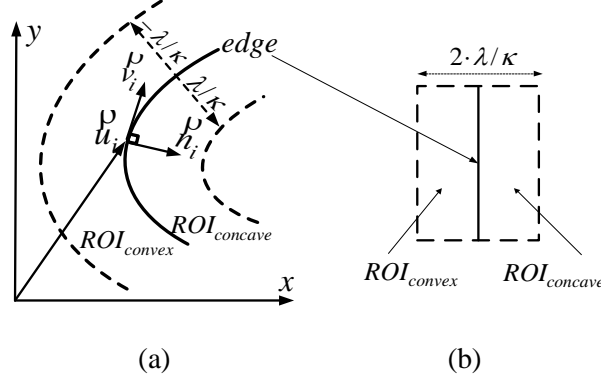 y
edge
−λ/κ
λ/κ
2·λ/κ
ρ
v_i
ρ
u_i
ρ
n_i
ROI_convex
ROI_concave
ROI_convex
ROI_concave
x
(a)
(b)